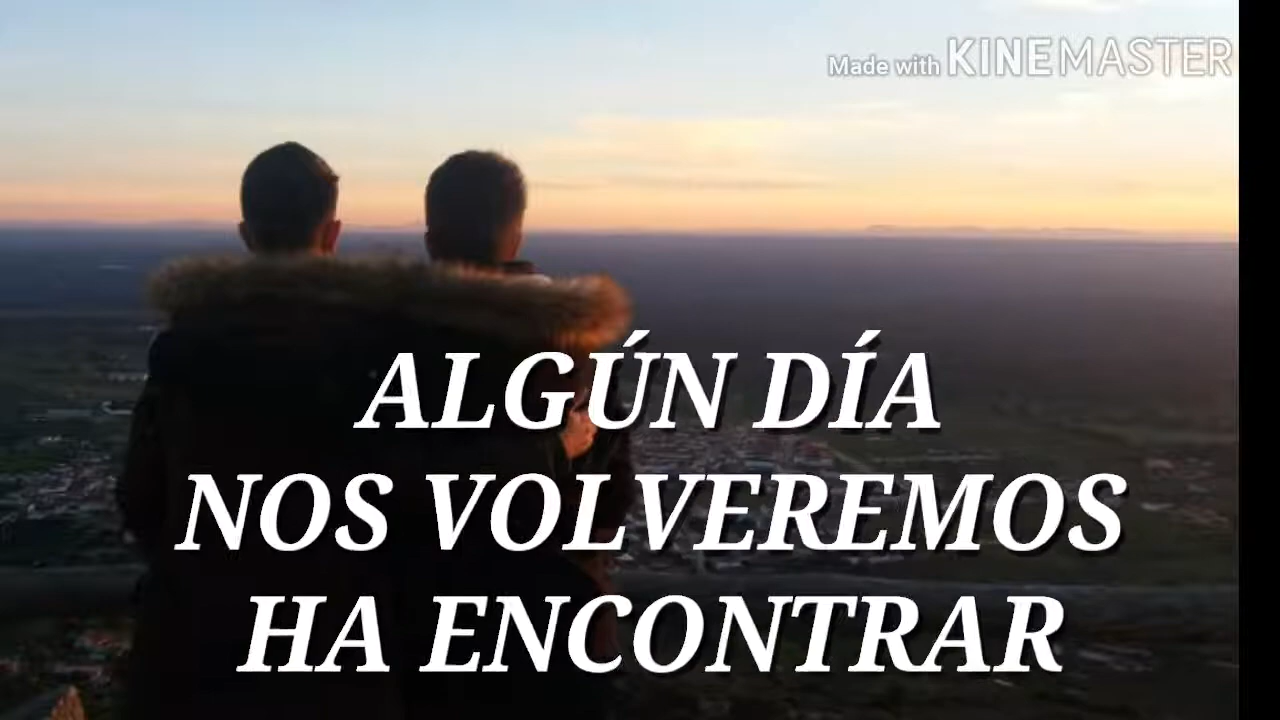 Made with KINEMASTER
ALGÚN DÍA
NOS VOLVEREMOS
HA ENCONTRAR